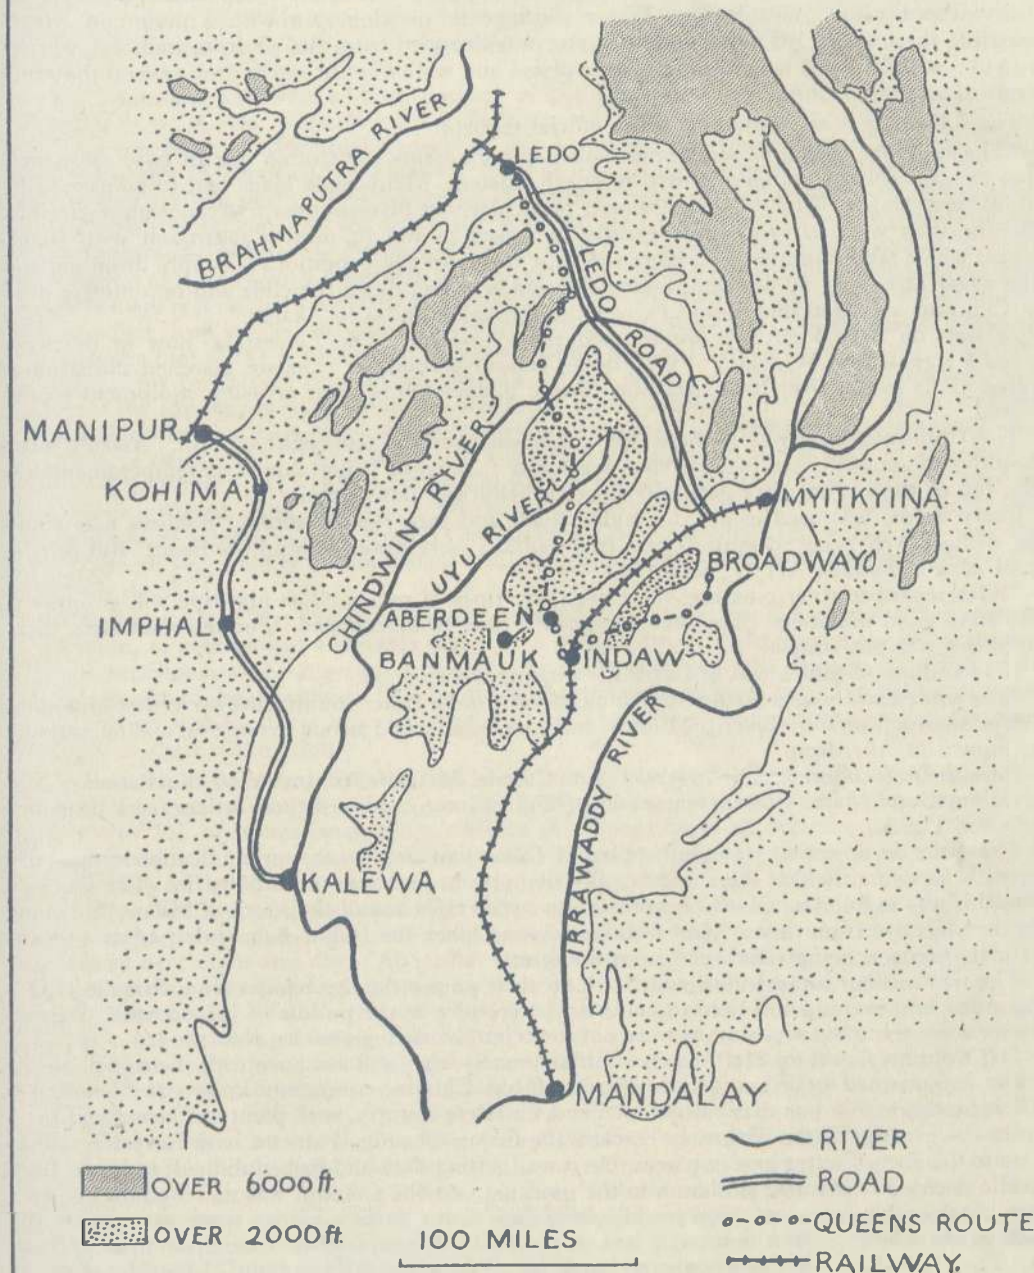 BRAHMAPUTRA RIVER
LEDO
LEDO ROAD
MANIPUR
KOHIMA
CHINDWIN RIVER
UYU RIVER
MYITKYINA
BROADWAY
IMPHAL
ABERDEEN
BANMAUK
INDAW
IRRAWADDY RIVER
KALEWA
MANDALAY
RIVER
OVER 6000ft.
ROAD
OVER 2000ft.
QUEENS ROUTE
100 MILES
RAILWAY.